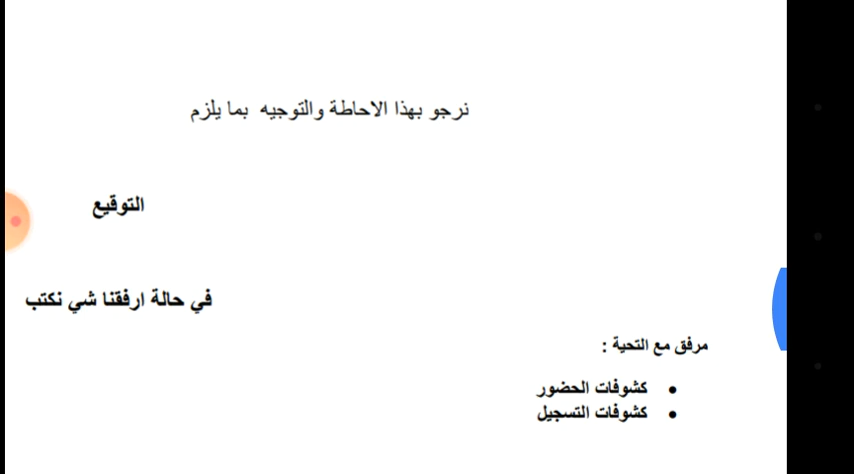 نرجو بهذا الاحاطة والتوجيه بما يلزم
التوقيع
في حالة ارفقنا شي نكتب
مرفق مع التحية :
• كشوفات الحضور
• كشوفات التسجيل